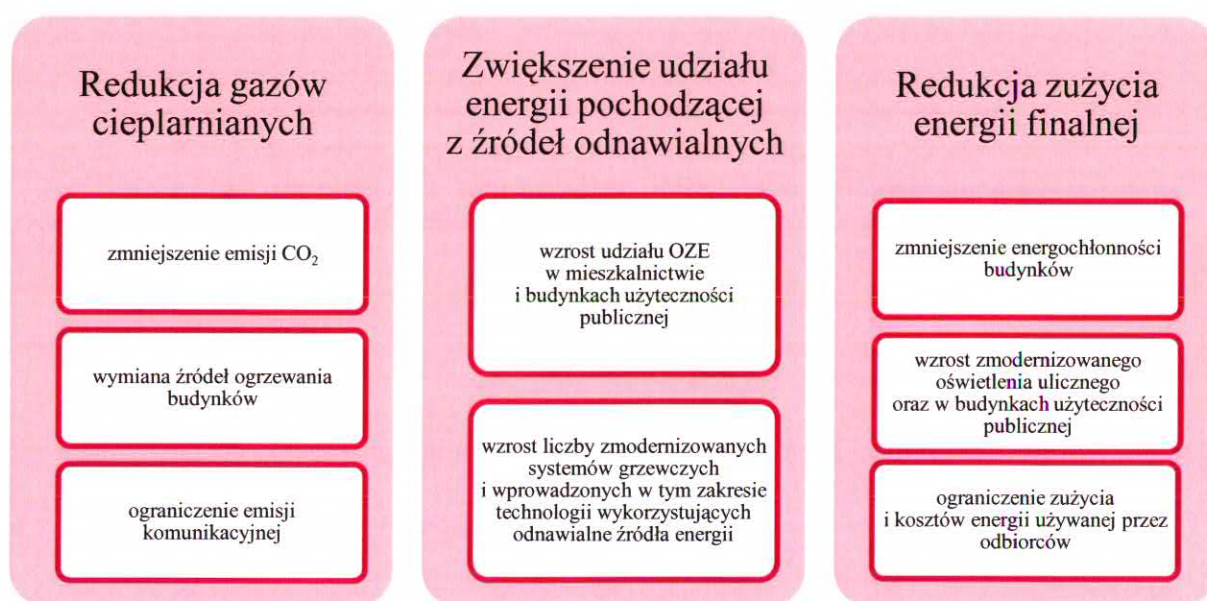 Redukcja gazów
cieplarnianych
zmniejszenie emisji CO₂
wymiana źródeł ogrzewania
budynków
ograniczenie emisji
komunikacyjnej
Zwiększenie udziału
energii pochodzącej
z źródeł odnawialnych
wzrost udziału OZE
w mieszkalnictwie
i budynkach użyteczności
publicznej
wzrost liczby zmodernizowanych
systemów grzewczych
i wprowadzonych w tym zakresie
technologii wykorzystujących
odnawialne źródła energii
Redukcja zużycia
energii finalnej
zmniejszenie energochłonności
budynków
wzrost zmodernizowanego
oświetlenia ulicznego
oraz w budynkach użyteczności
publicznej
ograniczenie zużycia
i kosztów energii używanej przez
odbiorców